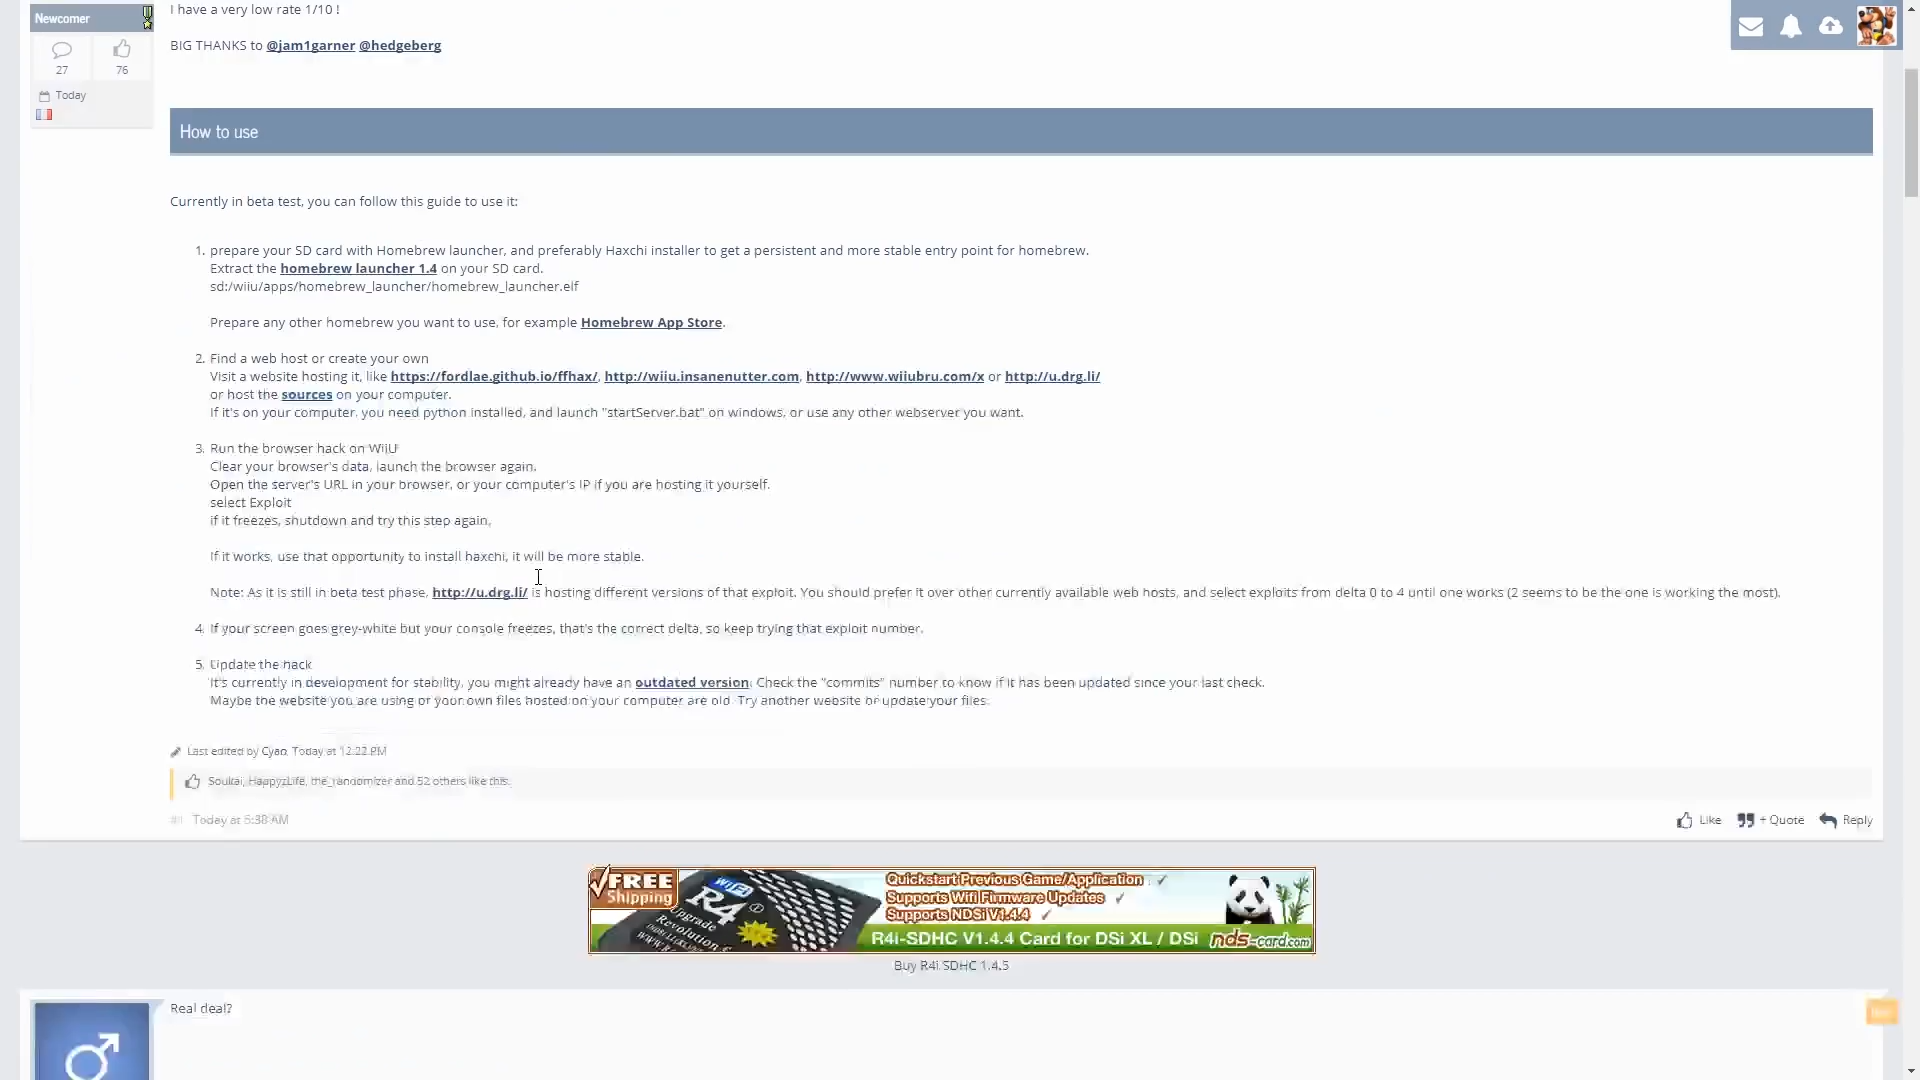 I have a very low rate 1/10 !
Newcomer
BIG THANKS to @jam1garner @hedgeberg
27 76
Today
How to use
Currently in beta test, you can follow this guide to use it:
1. prepare your SD card with Homebrew launcher, and preferably Haxchi installer to get a persistent and more stable entry point for homebrew.
Extract the homebrew launcher 1.4 on your SD card.
sd:/wiiu/apps/homebrew_launcher/homebrew_launcher.elf
Prepare any other homebrew you want to use, for example Homebrew App Store.
2. Find a web host or create your own
Visit a website hosting it, like https://fordlae.github.io/ffhax/, http://wiiu.insanenutter.com, http://www.wiiubru.com/x or http://u.drg.li/
or host the sources on your computer.
If it's on your computer, you need python installed, and launch "startServer.bat" on windows, or use any other webserver you want.
3. Run the browser hack on WiiU
Clear your browser's data, launch the browser again.
Open the server's URL in your browser, or your computer's IP if you are hosting it yourself.
select Exploit
if it freezes, shutdown and try this step again,
If it works, use that opportunity to install haxchi, it will be more stable.
Note: As it is still in beta test phase, http://u.drg.li/ is hosting different versions of that exploit. You should prefer it over other currently available web hosts, and select exploits from delta 0 to 4 until one works (2 seems to be the one is working the most).
4. If your screen goes grey-white but your console freezes, that's the correct delta, so keep trying that exploit number.
5. Update the hack
It's currently in development for stability, you might already have an outdated version. Check the "commits" number to know if it has been updated since your last check.
Maybe the website you are using or your own files hosted on your computer are old. Try another website or update your files.
Last edited by Cyan, Today at 12:22 PM
Soukai, HappyzLife, the_randomizer and 52 others like this.
#1 Today at 5:38 AM
Like + Quote Reply
FREE Shipping
WiFi
R4
Upgrade Revolution
Quickstart Previous Game/Application
Supports Wifi Firmware Updates
Supports NDSi V1.4.4
R4i-SDHC V1.4.4 Card for DSi XL / DSi nds-card.com
Buy R4i SDHC 1.4.5
Real deal?